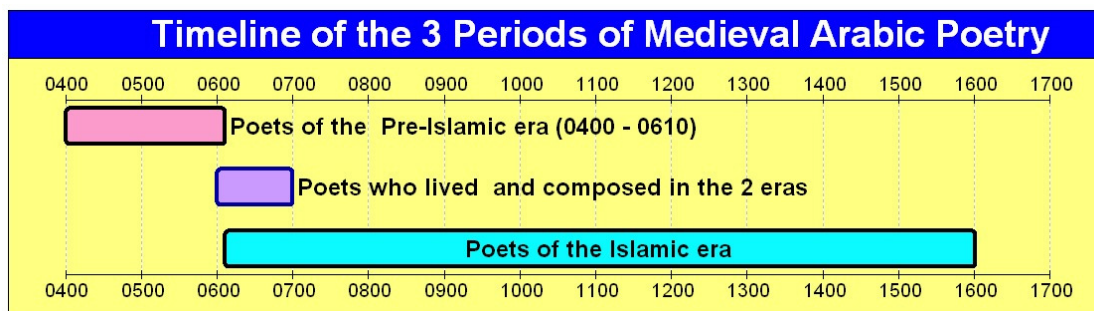 Timeline of the 3 Periods of Medieval Arabic Poetry
0400 0500 0600 0700 0800 0900 1000 1100 1200 1300 1400 1500 1600 1700
Poets of the Pre-Islamic era (0400 - 0610)
Poets who lived and composed in the 2 eras
Poets of the Islamic era
0400 0500 0600 0700 0800 0900 1000 1100 1200 1300 1400 1500 1600 1700